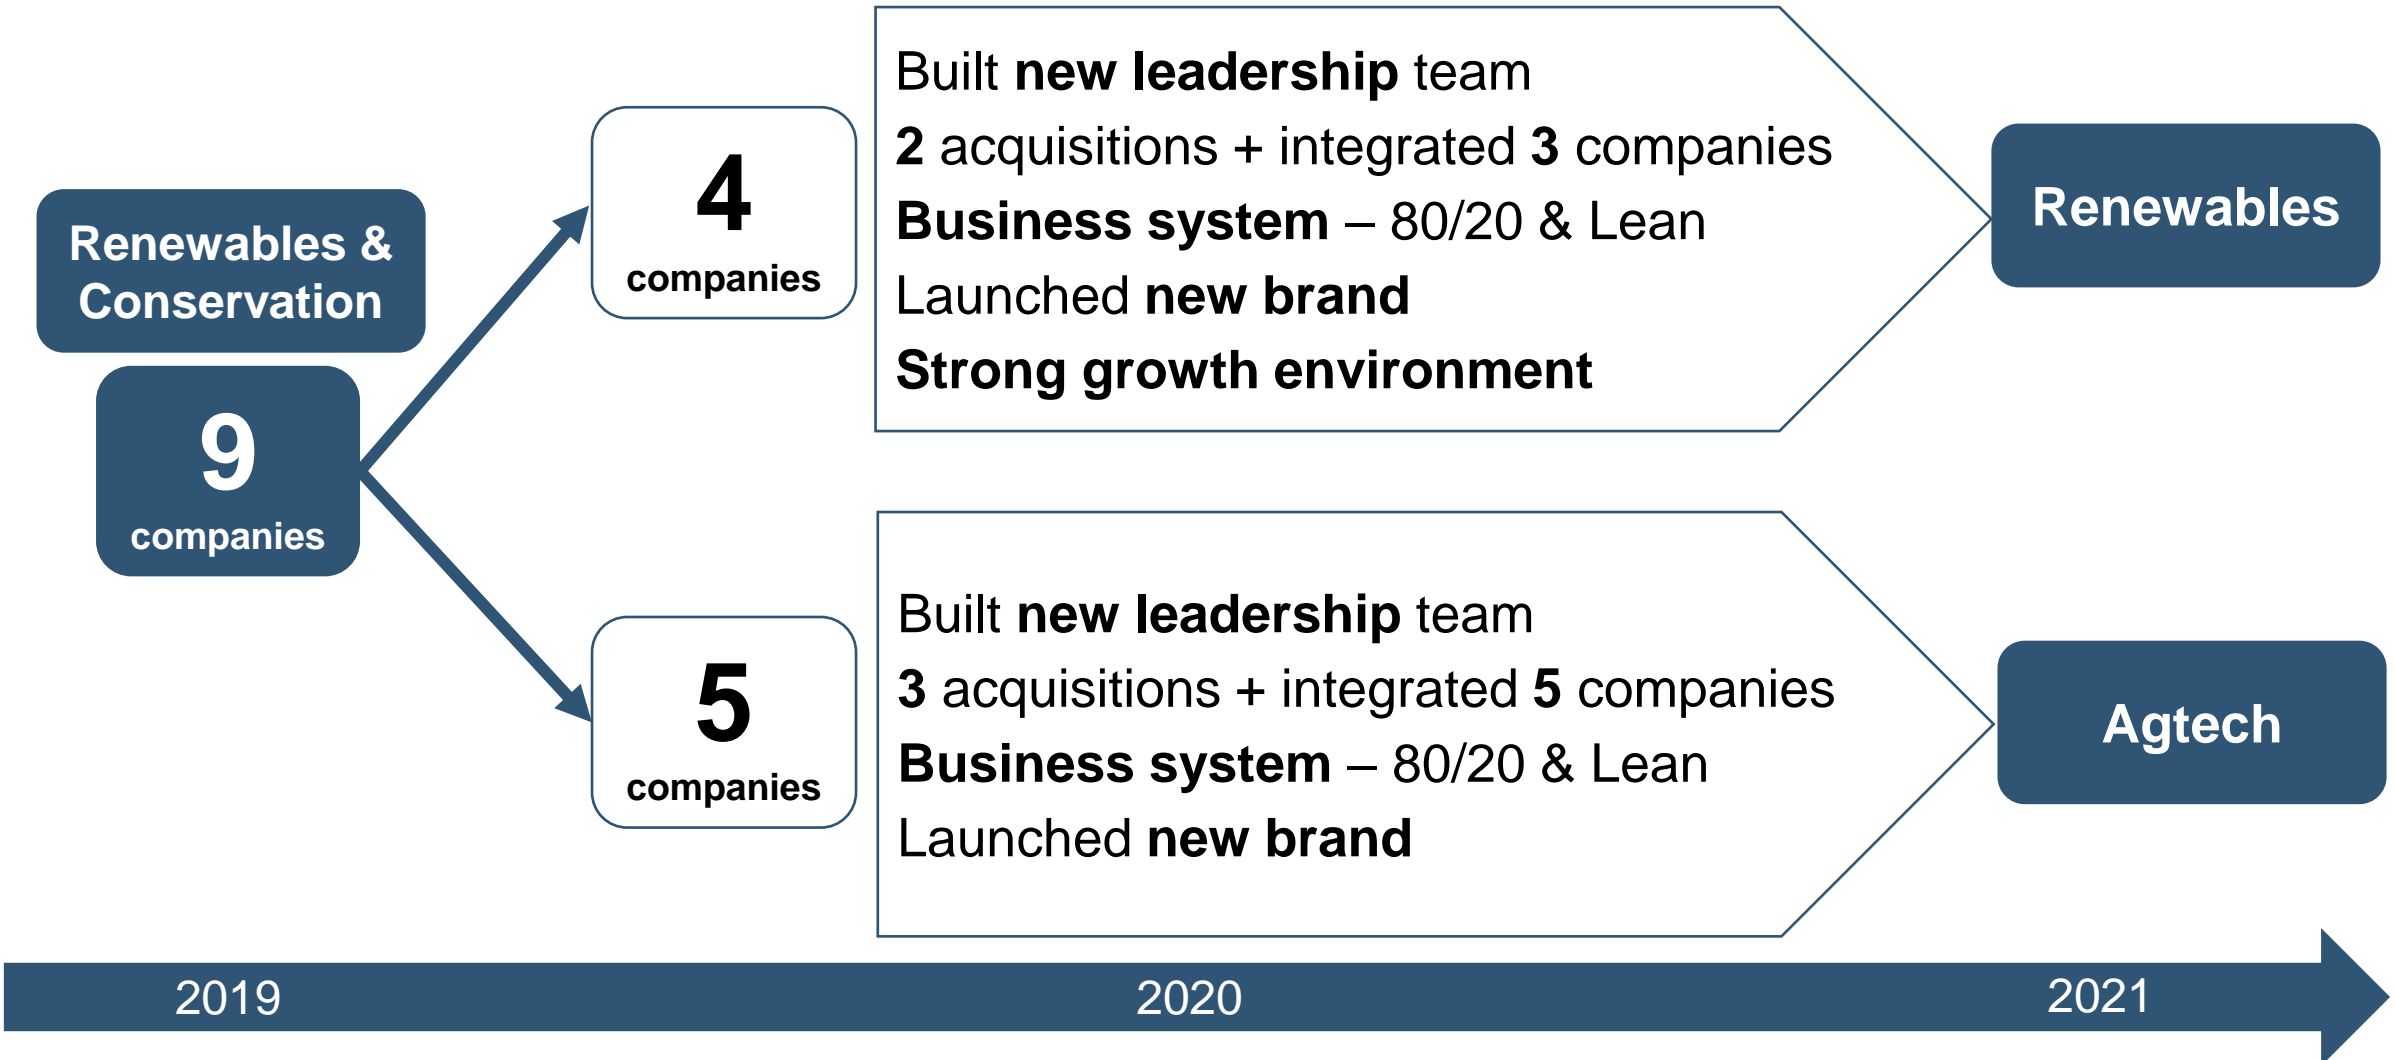 Renewables &
Conservation
9
companies
4
companies
Built new leadership team
2 acquisitions + integrated 3 companies
Business system – 80/20 & Lean
Launched new brand
Strong growth environment
Renewables
5
companies
Built new leadership team
3 acquisitions + integrated 5 companies
Business system – 80/20 & Lean
Launched new brand
Agtech
2019
2020
2021